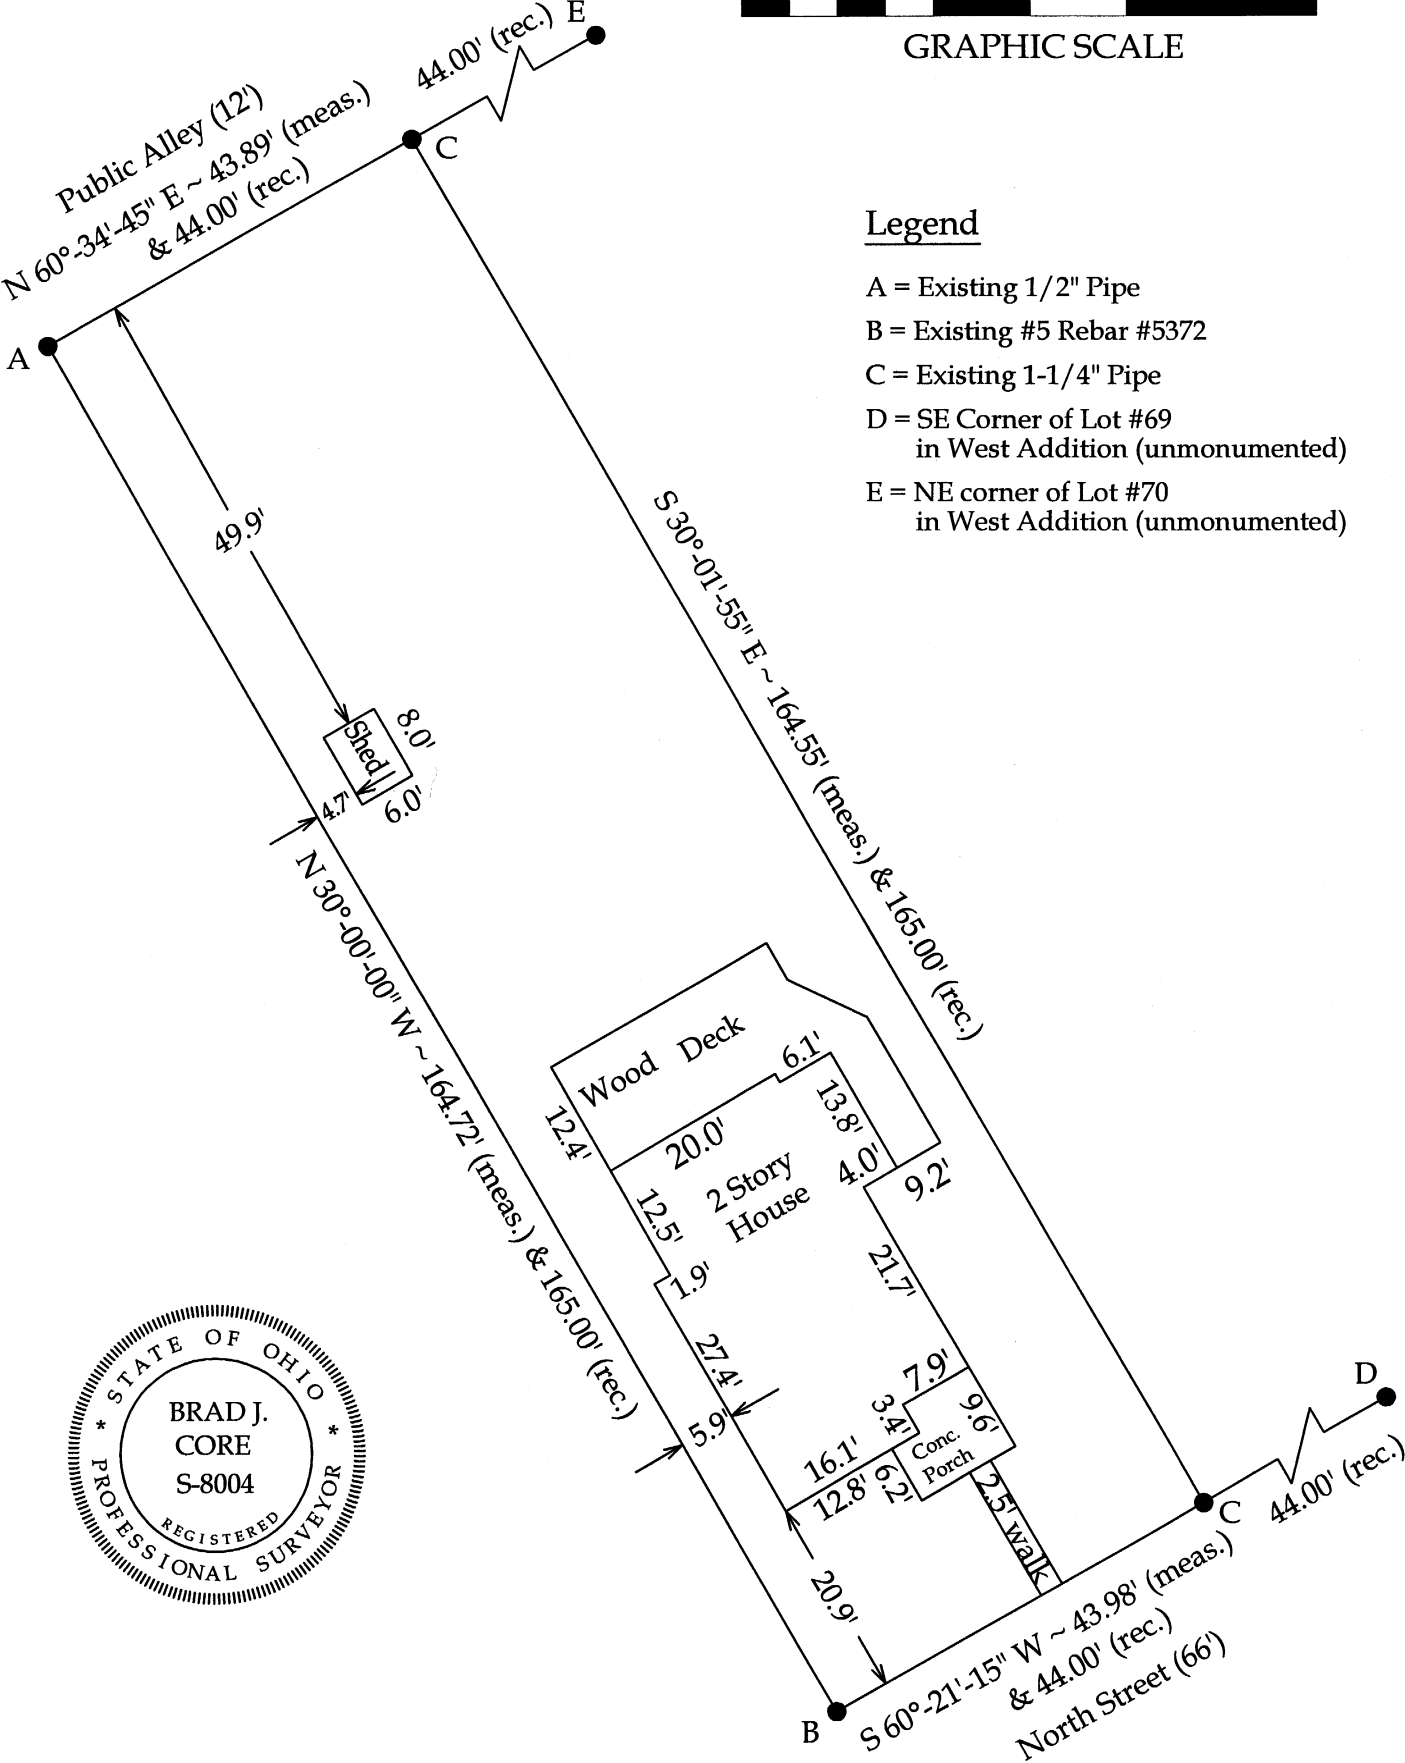 GRAPHIC SCALE
44.00' (rec.)
E
Public Alley (12')
N 60°-34'-45" E ~ 43.89' (meas.)
& 44.00' (rec.)
C
A
Legend
A = Existing 1/2" Pipe
B = Existing #5 Rebar #5372
C = Existing 1-1/4" Pipe
D = SE Corner of Lot #69
in West Addition (unmonumented)
E = NE corner of Lot #70
in West Addition (unmonumented)
49.9'
S 30°-01'-55" E ~ 164.55' (meas.) & 165.00' (rec.)
Shed
8.0'
6.0'
4.7'
N 30°-00'-00" W ~ 164.72' (meas.) & 165.00' (rec.)
Wood Deck
6.1'
12.4'
20.0'
13.8'
2 Story
House
4.0'
9.2'
12.5'
1.9'
21.7'
27.4'
7.9'
3.4'
9.6'
5.9'
16.1'
12.8'
6.2'
Conc.
Porch
2.5' walk
20.9'
D
C
44.00' (rec.)
B
S 60°-21'-15" W ~ 43.98' (meas.)
& 44.00' (rec.)
North Street (66')
* STATE OF OHIO *
BRAD J.
CORE
S-8004
REGISTERED
PROFESSIONAL SURVEYOR